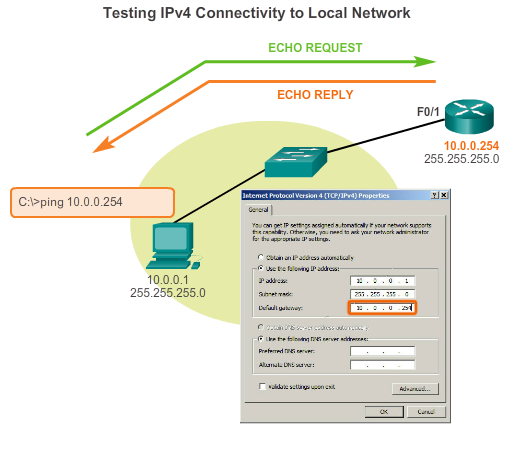 Testing IPv4 Connectivity to Local Network
ECHO REQUEST
ECHO REPLY
F0/1
10.0.0.254
255.255.255.0
C:\>ping 10.0.0.254
10.0.0.1
255.255.255.0
Internet Protocol Version 4 (TCP/IPv4) Properties
General
You can get IP settings assigned automatically if your network supports
this capability. Otherwise, you need to ask your network administrator
for the appropriate IP settings.
Obtain an IP address automatically
Use the following IP address:
IP address: 10 . 0 . 0 . 1
Subnet mask: 255 . 255 . 255 . 0
Default gateway: 10 . 0 . 0 . 254
Obtain DNS server address automatically
Use the following DNS server addresses:
Preferred DNS server: . . .
Alternate DNS server: . . .
Validate settings upon exit
Advanced...
OK Cancel